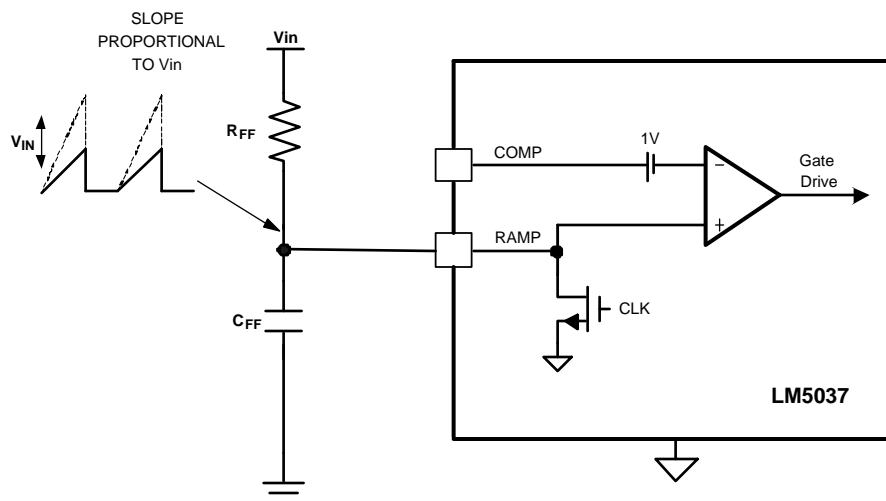 SLOPE
PROPORTIONAL
TO Vin
Vin
VIN
RFF
CFF
COMP
1V
−
+
Gate
Drive
RAMP
CLK
LM5037